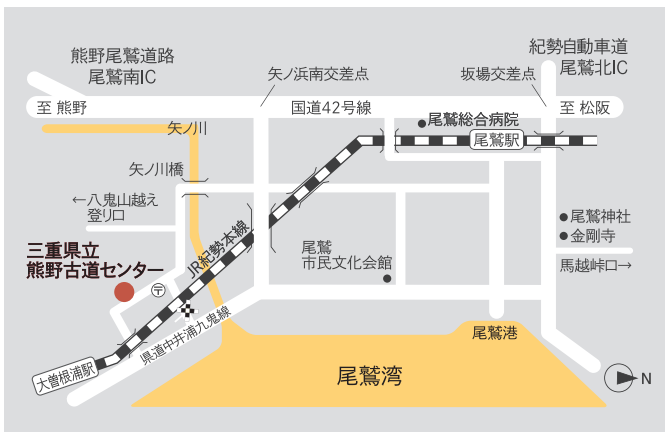 熊野尾鷲道路
尾鷲南IC
紀勢自動車道
尾鷲北IC
矢ノ浜南交差点
坂場交差点
至 熊野
国道42号線
至 松阪
矢ノ川
尾鷲総合病院
尾鷲駅
矢ノ川橋
←八鬼山越え
登り口
JR紀勢本線
尾鷲神社
金剛寺
馬越峠口→
三重県立
熊野古道センター
尾鷲
市民文化会館
〒
県道中井浦九鬼線
尾鷲港
大曽根浦駅
尾鷲湾
N